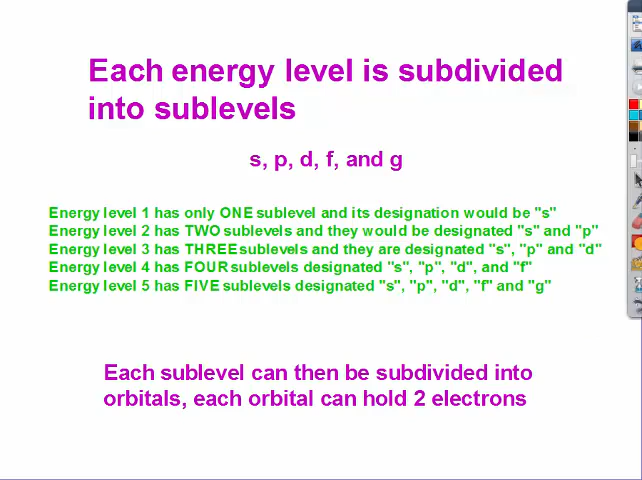 Each energy level is subdivided
into sublevels
s, p, d, f, and g
Energy level 1 has only ONE sublevel and its designation would be "s"
Energy level 2 has TWO sublevels and they would be designated "s" and "p"
Energy level 3 has THREE sublevels and they are designated "s", "p" and "d"
Energy level 4 has FOUR sublevels designated "s", "p", "d", and "f"
Energy level 5 has FIVE sublevels designated "s", "p", "d", "f" and "g"
Each sublevel can then be subdivided into
orbitals, each orbital can hold 2 electrons